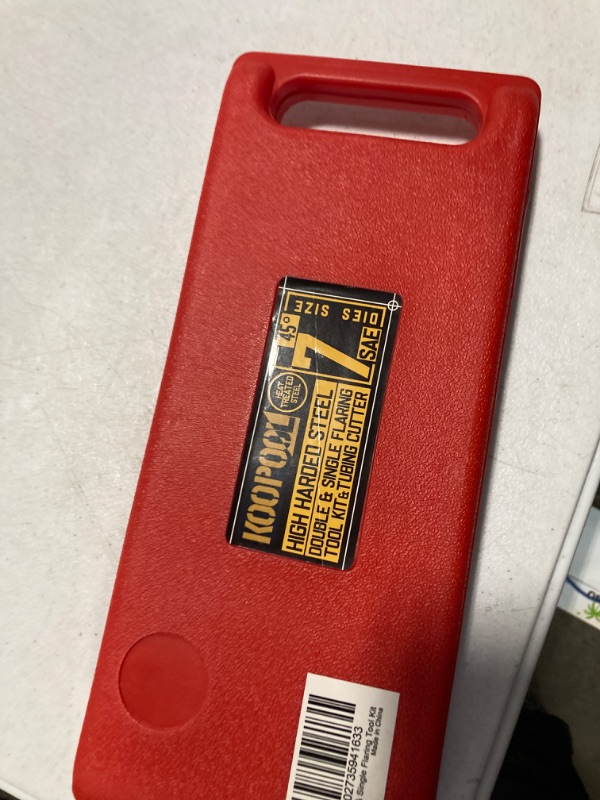 KOOPOOL
HEAT
TREATED
STEEL
45°
DIES SIZE
7
SAE
HIGH HARDED STEEL
DOUBLE & SINGLE FLARING
TOOL KIT & TUBING CUTTER
02735941633
& Single Flaring Tool Kit
Made in China